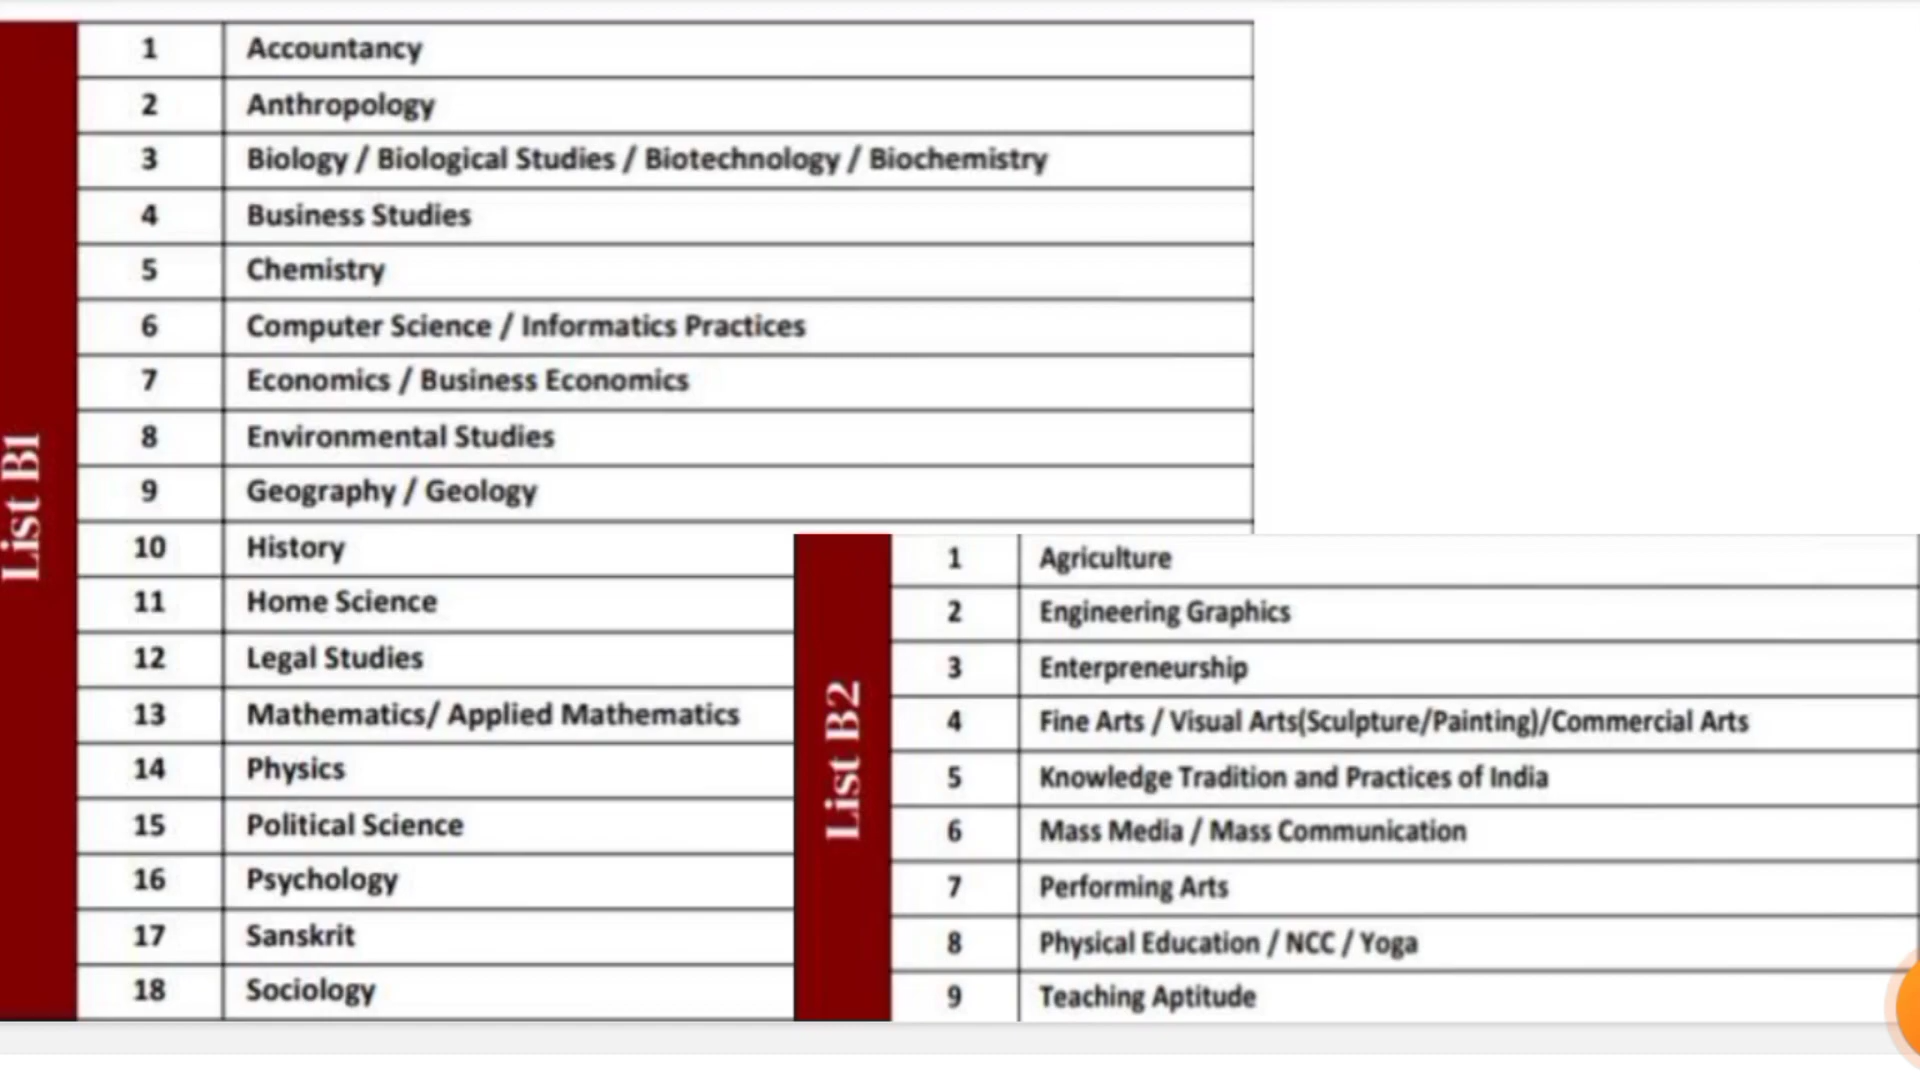 List B1
1 Accountancy
2 Anthropology
3 Biology / Biological Studies / Biotechnology / Biochemistry
4 Business Studies
5 Chemistry
6 Computer Science / Informatics Practices
7 Economics / Business Economics
8 Environmental Studies
9 Geography / Geology
10 History
11 Home Science
12 Legal Studies
13 Mathematics/ Applied Mathematics
14 Physics
15 Political Science
16 Psychology
17 Sanskrit
18 Sociology
List B2
1 Agriculture
2 Engineering Graphics
3 Enterpreneurship
4 Fine Arts / Visual Arts(Sculpture/Painting)/Commercial Arts
5 Knowledge Tradition and Practices of India
6 Mass Media / Mass Communication
7 Performing Arts
8 Physical Education / NCC / Yoga
9 Teaching Aptitude